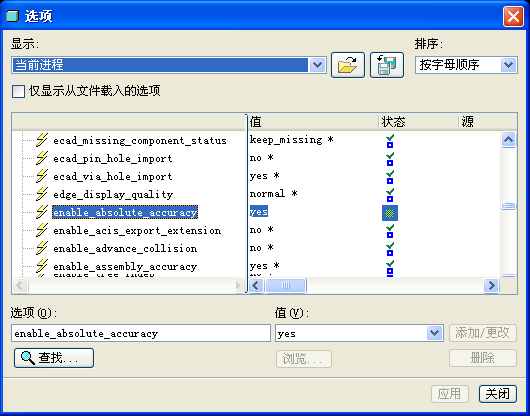 选项
显示:
排序:
当前进程
按字母顺序
仅显示从文件载入的选项
值 状态 源
ecad_missing_component_status keep_missing *
ecad_pin_hole_import no *
ecad_via_hole_import yes *
edge_display_quality normal *
enable_absolute_accuracy yes
enable_acis_export_extension no *
enable_advance_collision no *
enable_assembly_accuracy yes *
选项(O):
值(V):
enable_absolute_accuracy
yes
添加/更改
查找...
浏览...
删除
应用
关闭